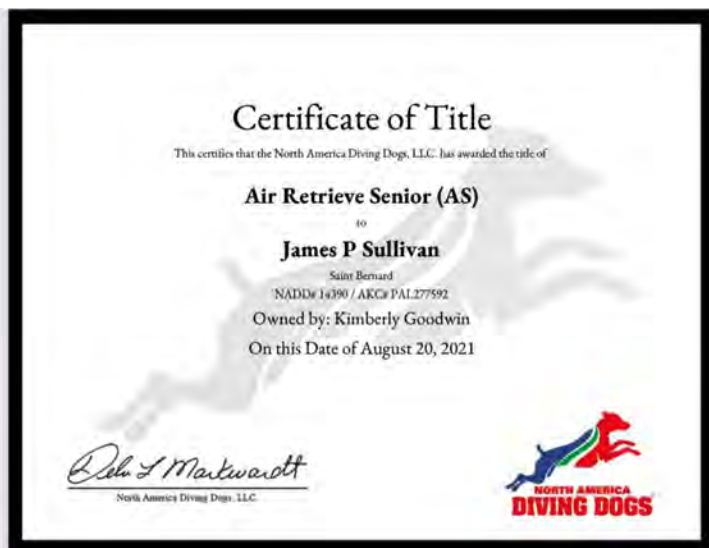 Certificate of Title
This certifies that the North America Diving Dogs, LLC. has awarded the title of
Air Retrieve Senior (AS)
to
James P Sullivan
Saint Bernard
NADD# 14390 / AKC# PAL277592
Owned by: Kimberly Goodwin
On this Date of August 20, 2021
Deb L Markwardt
North America Diving Dogs, LLC.
NORTH AMERICA
DIVING DOGS